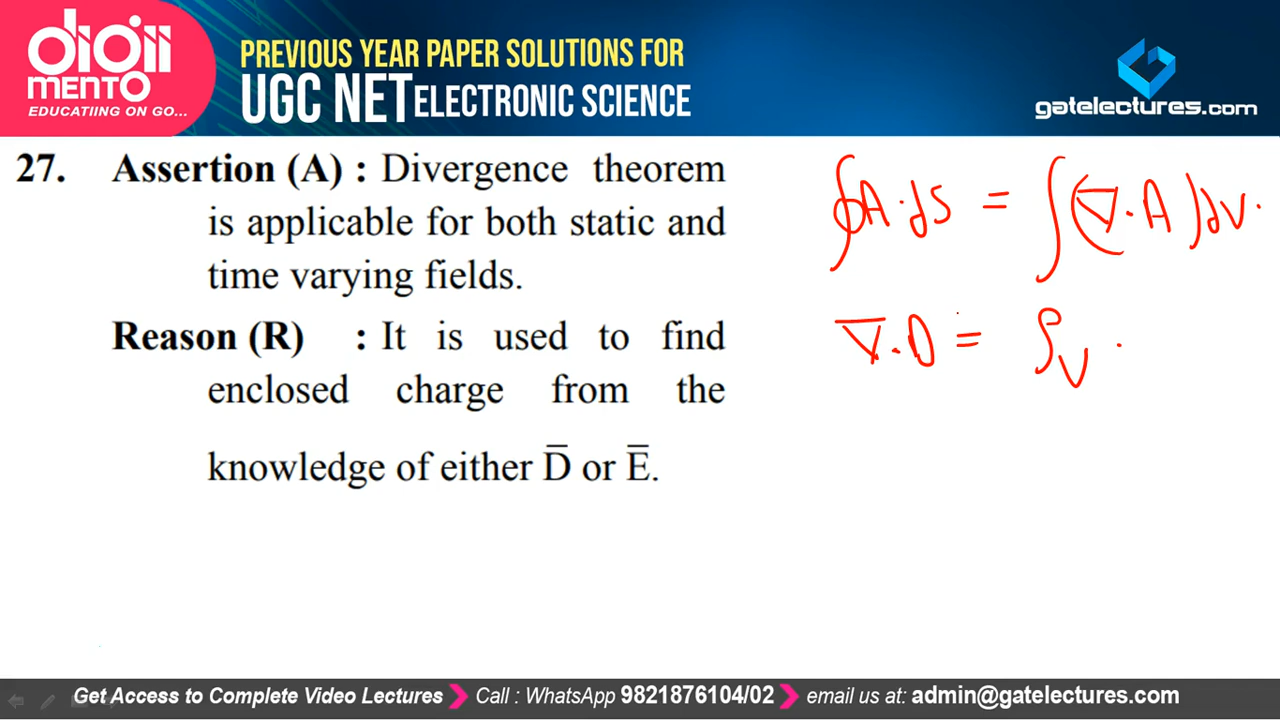 diGii
MENTO
EDUCATIING ON GO...
PREVIOUS YEAR PAPER SOLUTIONS FOR
UGC NET ELECTRONIC SCIENCE
gatelectures.com
27. Assertion (A) : Divergence theorem
is applicable for both static and
time varying fields.
Reason (R) : It is used to find
enclosed charge from the
knowledge of either D̅ or E̅.
∮A·ds = ∫(∇·A)dv.
∇·D = ρv.
Get Access to Complete Video Lectures Call : WhatsApp 9821876104/02 email us at: admin@gatelectures.com